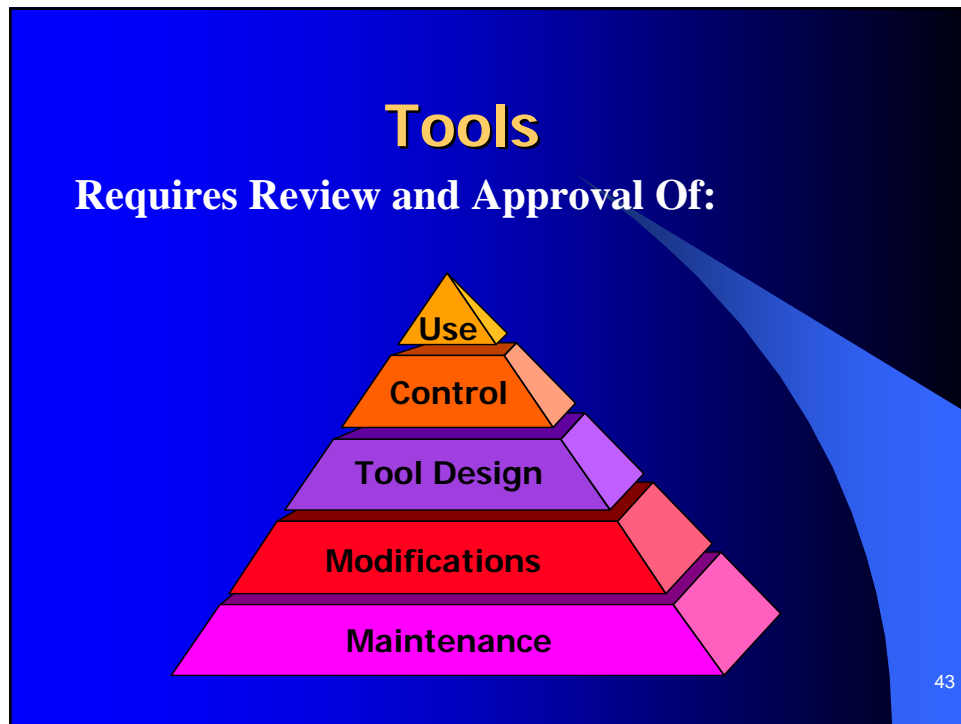 Tools
Requires Review and Approval Of:
Use
Control
Tool Design
Modifications
Maintenance
43